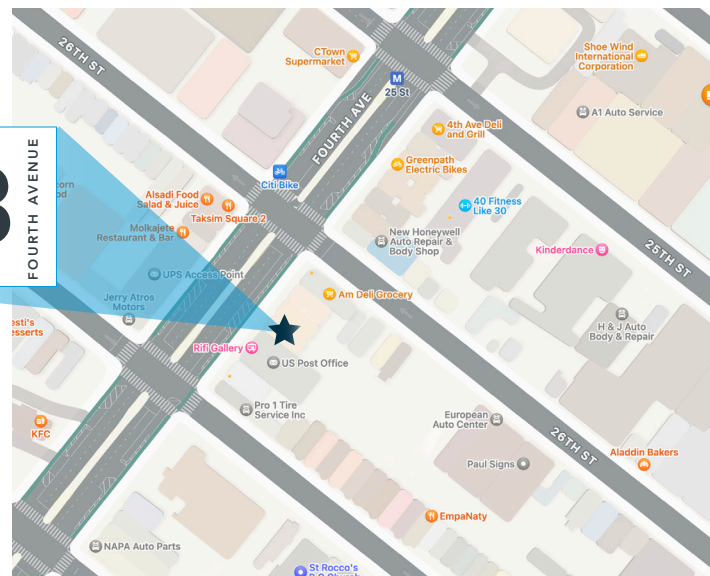 26TH ST
CTown
Supermarket
M
25 St
Shoe Wind
International
Corporation
A1 Auto Service
FOURTH AVE
4th Ave Deli
and Grill
Greenpath
Electric Bikes
FOURTH AVENUE
Citi Bike
Alsadi Food
Salad & Juice
Taksim Square 2
40 Fitness
Like 30
Molkajete
Restaurant & Bar
New Honeywell
Auto Repair &
Body Shop
Kinderdance
25TH ST
UPS Access Point
Jerry Atros
Motors
Am Deli Grocery
H & J Auto
Body & Repair
Rifi Gallery
US Post Office
Pro 1 Tire
Service Inc
European
Auto Center
KFC
26TH ST
Aladdin Bakers
Paul Signs
EmpaNaty
NAPA Auto Parts
St Rocco's